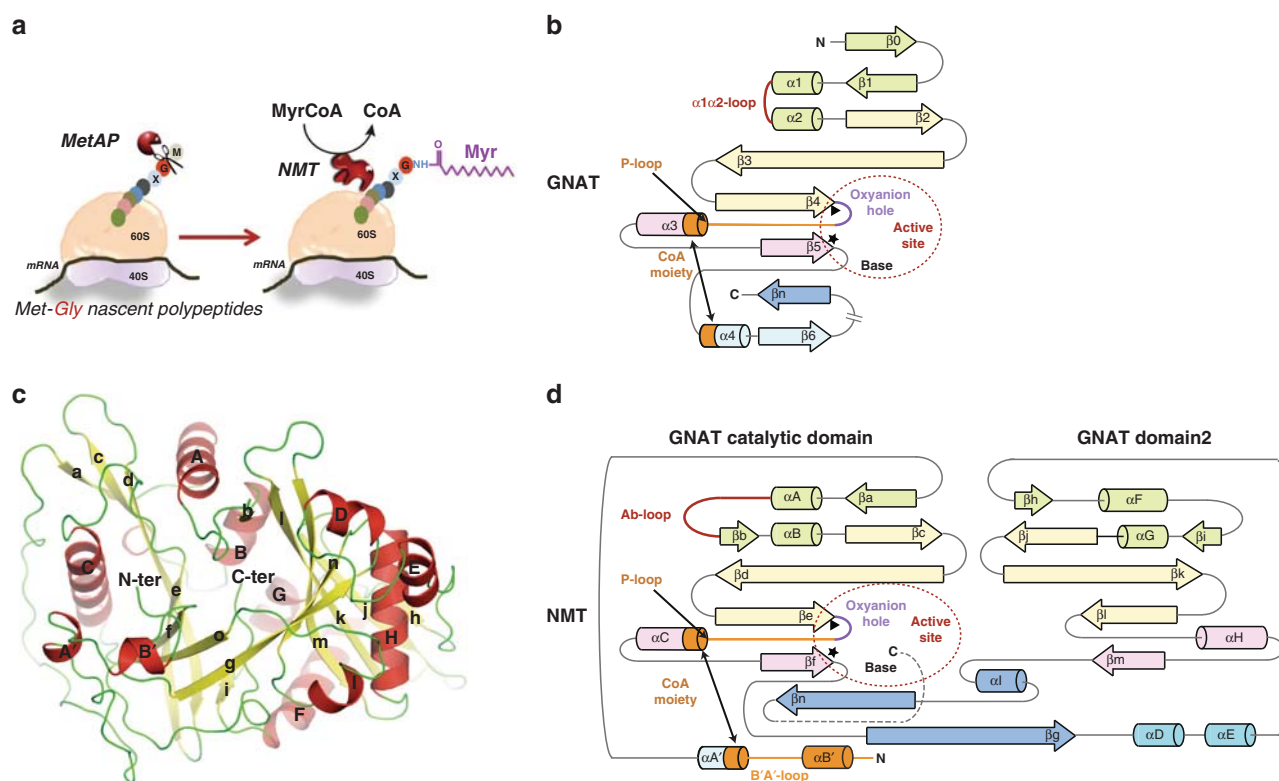 a
MyrCoA CoA
MetAP
M
G
X
NMT
G
NH
O
Myr
X
60S
60S
mRNA
40S
mRNA
40S
Met-Gly nascent polypeptides
b
GNAT
N
β0
α1
β1
α1α2-loop
α2
β2
β3
P-loop
β4
Oxyanion
hole
α3
Active
site
β5
CoA
moiety
Base
C
βn
α4
β6
c
a
c
d
A
b
B
l
D
C
N-ter
C-ter
n
E
e
G
j
k
h
f
o
H
A'
B'
g
m
i
I
F
d
GNAT catalytic domain
GNAT domain2
NMT
αA
βa
Ab-loop
βb
αB
βc
βd
P-loop
βe
Oxyanion
hole
Active
site
αC
C
βf
Base
CoA
moiety
βn
βg
αA'
αB'
N
B'A'-loop
βh
αF
βj
αG
βi
βk
βl
αH
βm
αI
αD
αE